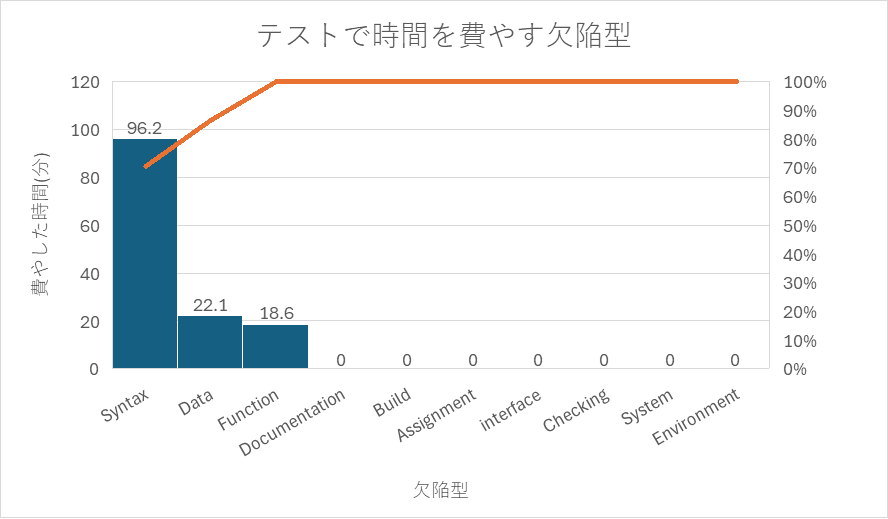 テストで時間を費やす欠陥型
費やした時間(分)
120
100
80
60
40
20
0
96.2
22.1
18.6
0
0
0
0
0
0
0
100%
90%
80%
70%
60%
50%
40%
30%
20%
10%
0%
Syntax
Data
Function
Documentation
Build
Assignment
interface
Checking
System
Environment
欠陥型